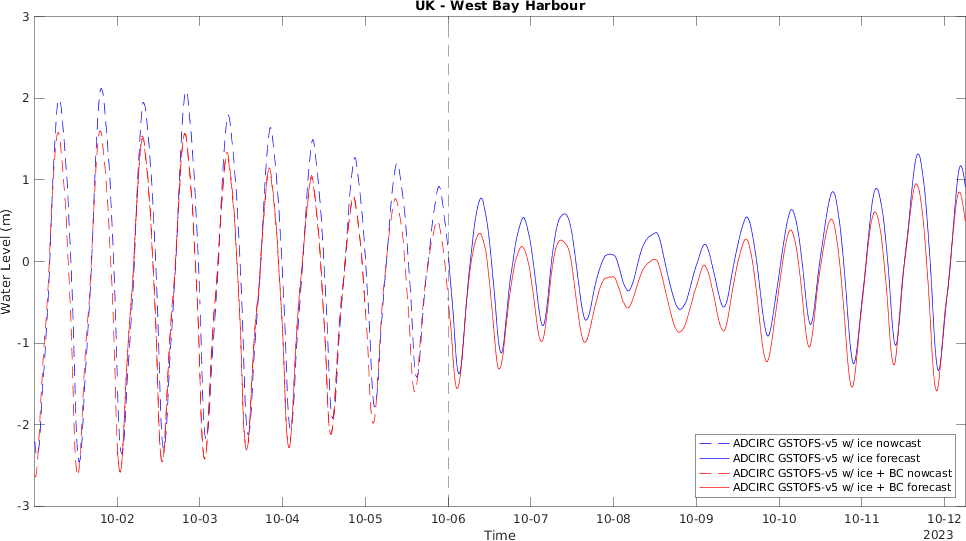 UK - West Bay Harbour
Water Level (m)
3
2
1
0
-1
-2
-3
ADCIRC GSTOFS-v5 w/ ice nowcast
ADCIRC GSTOFS-v5 w/ ice forecast
ADCIRC GSTOFS-v5 w/ ice + BC nowcast
ADCIRC GSTOFS-v5 w/ ice + BC forecast
10-02 10-03 10-04 10-05 10-06 10-07 10-08 10-09 10-10 10-11 10-12
Time
2023